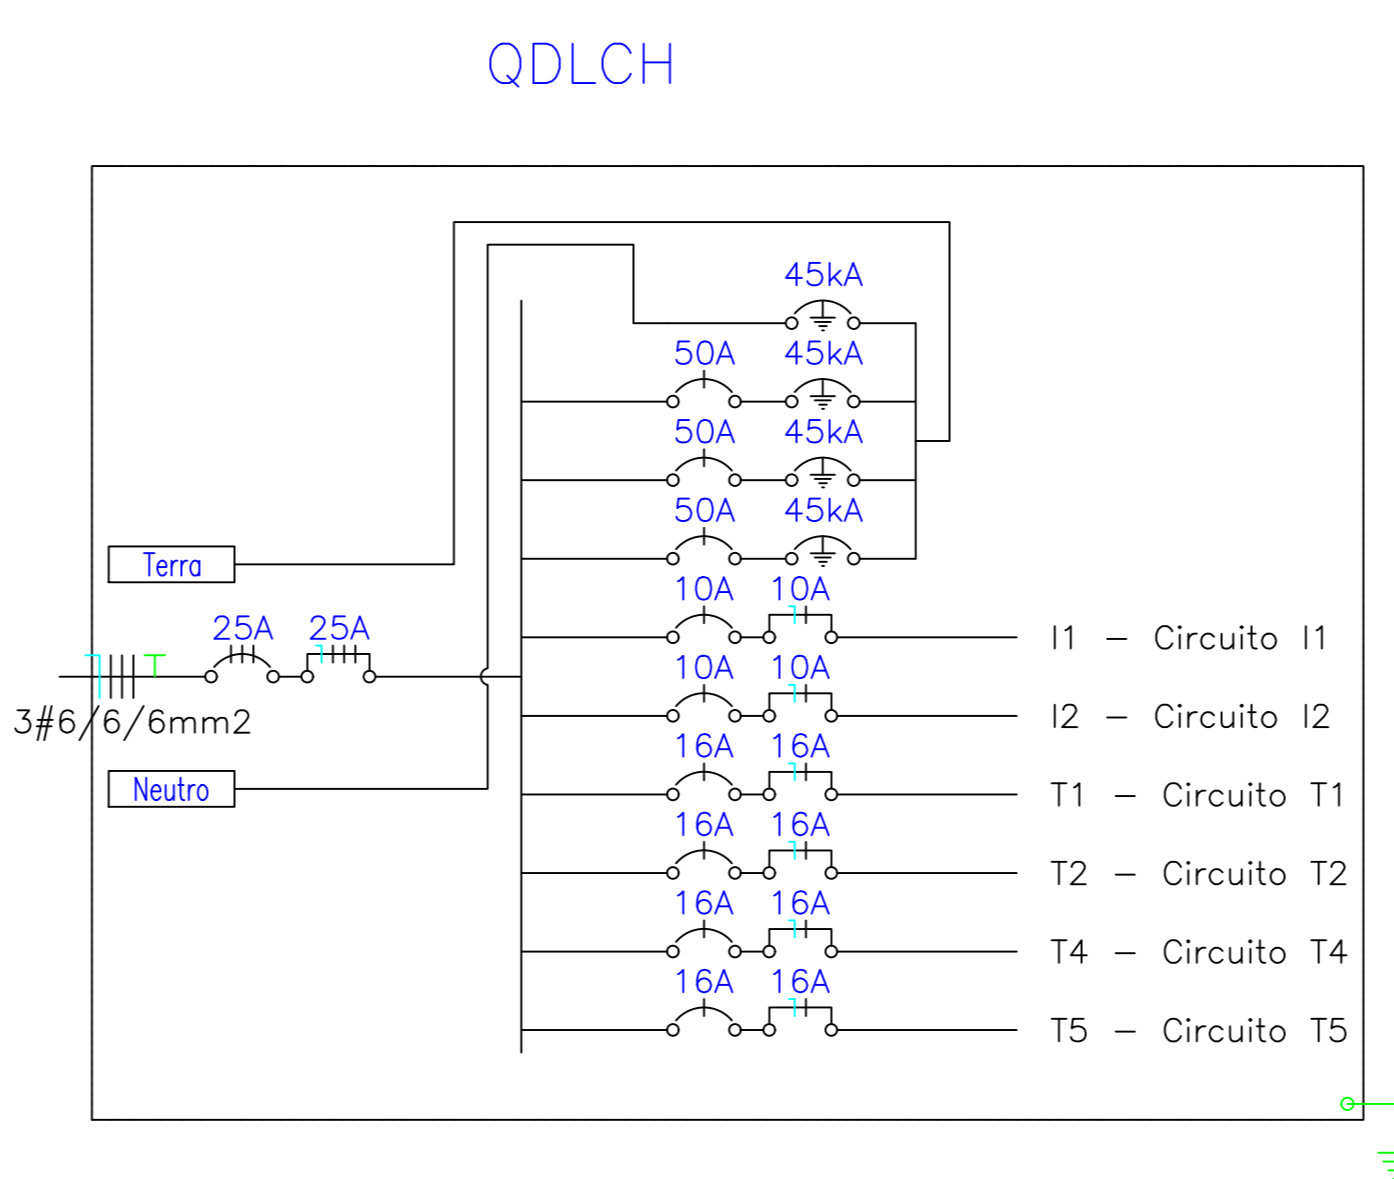 QDLCH
45kA
50A 45kA
50A 45kA
50A 45kA
Terra
10A 10A
I1 - Circuito I1
25A 25A
10A 10A
3#6/6/6mm2
I2 - Circuito I2
16A 16A
Neutro
T1 - Circuito T1
16A 16A
T2 - Circuito T2
16A 16A
T4 - Circuito T4
16A 16A
T5 - Circuito T5